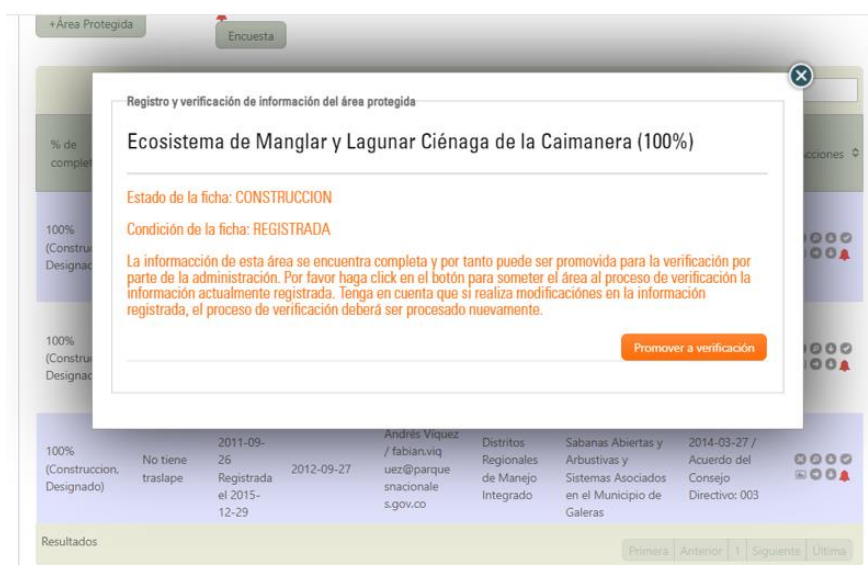 +Área Protegida
Encuesta
Registro y verificación de información del área protegida
Ecosistema de Manglar y Lagunar Ciénaga de la Caimanera (100%)
% de
complet
cciones
Estado de la ficha: CONSTRUCCION
Condición de la ficha: REGISTRADA
La informacción de esta área se encuentra completa y por tanto puede ser
promovida para la verificación por
parte de la administración. Por favor haga click en el botón para someter el área al proceso de verificación la
información actualmente registrada. Tenga en cuenta que si realiza modificaciónes en la información
registrada, el proceso de verificación deberá ser procesado nuevamente.
Promover a verificación
100%
(Constru
Designad
100%
(Constru
Designad
100%
(Construccion,
Designado)
No tiene
traslape
2011-09-
26
Registrada
el 2015-
12-29
2012-09-27
Andrés Víquez
/ fabian.viq
uez@parque
snacionale
s.gov.co
Distritos
Regionales
de Manejo
Integrado
Sabanas Abiertas y
Arbustivas y
Sistemas Asociados
en el Municipio de
Galeras
2014-03-27 /
Acuerdo del
Consejo
Directivo: 003
Resultados
Primera Anterior 1 Siguiente Última